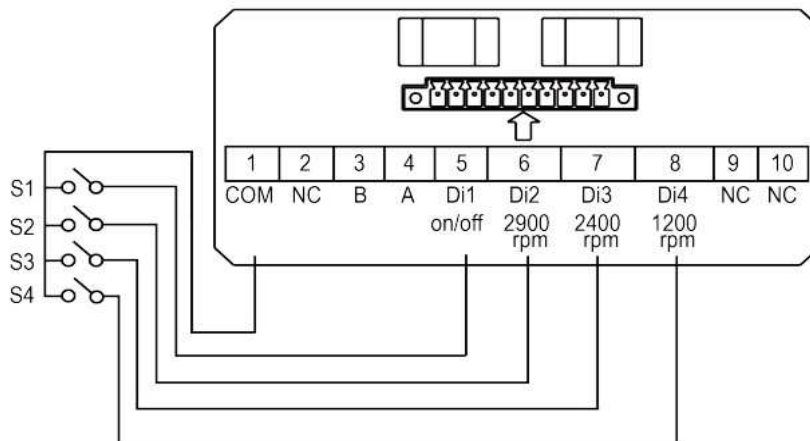 1 2 3 4 5 6 7 8 9 10
COM NC B A Di1 Di2 Di3 Di4 NC NC
on/off 2900 2400 1200
rpm rpm rpm
S1
S2
S3
S4